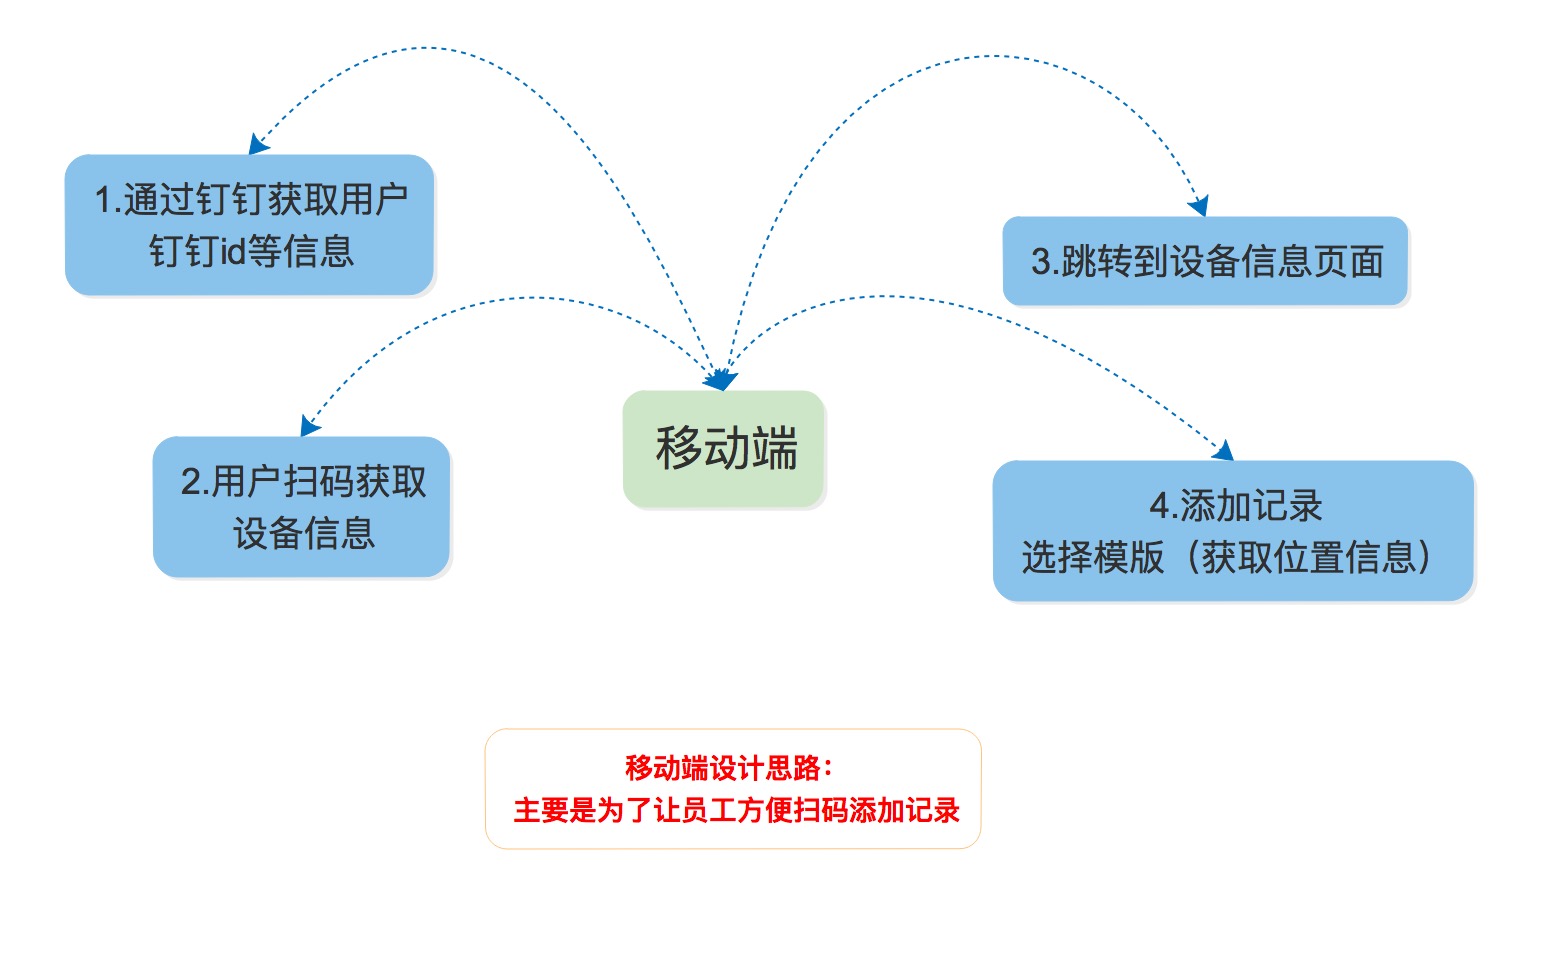 1.通过钉钉获取用户
钉钉id等信息
2.用户扫码获取
设备信息
移动端
3.跳转到设备信息页面
4.添加记录
选择模版（获取位置信息）
移动端设计思路：
主要是为了让员工方便扫码添加记录